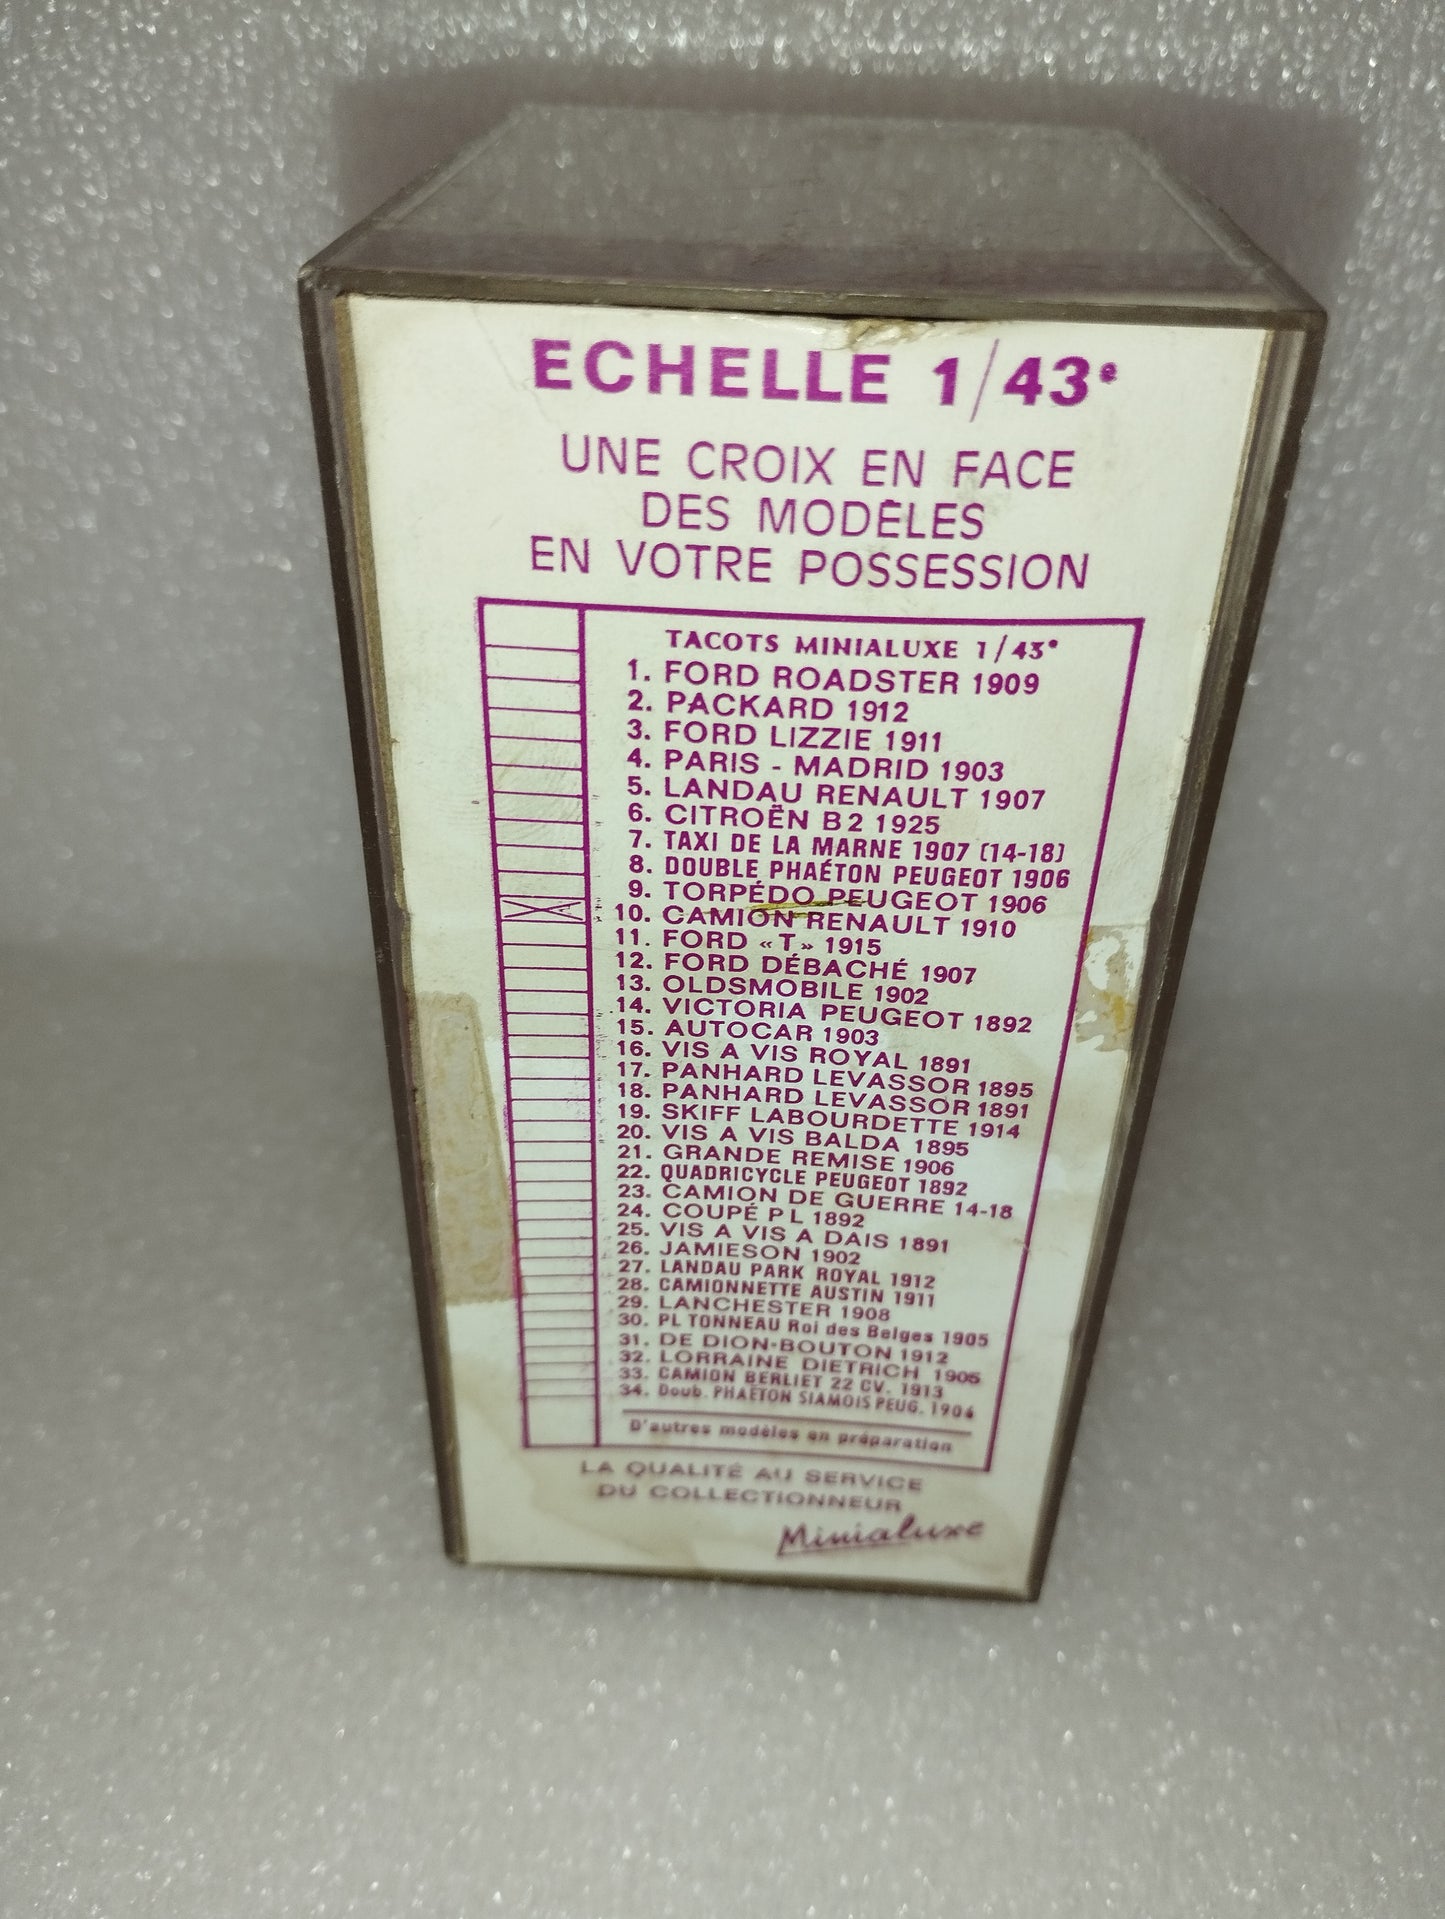 ECHELLE 1/43e
UNE CROIX EN FACE
DES MODÈLES
EN VOTRE POSSESSION
TACOTS MINIALUXE 1/43e
1. FORD ROADSTER 1909
2. PACKARD 1912
3. FORD LIZZIE 1911
4. PARIS - MADRID 1903
5. LANDAU RENAULT 1907
6. CITROËN B2 1925
7. TAXI DE LA MARNE 1907 (14-18)
8. DOUBLE PHAÉTON PEUGEOT 1906
9. TORPÉDO PEUGEOT 1906
10. CAMION RENAULT 1910
11. FORD «T» 1915
12. FORD DÉBACHÉ 1907
13. OLDSMOBILE 1902
14. VICTORIA PEUGEOT 1892
15. AUTOCAR 1903
16. VIS A VIS ROYAL 1891
17. PANHARD LEVASSOR 1895
18. PANHARD LEVASSOR 1891
19. SKIFF LABOURDETTE 1914
20. VIS A VIS BALDA 1895
21. GRANDE REMISE 1906
22. QUADRICYCLE PEUGEOT 1892
23. CAMION DE GUERRE 14-18
24. COUPÉ PL 1892
25. VIS A VIS A DAIS 1891
26. JAMIESON 1902
27. LANDAU PARK ROYAL 1912
28. CAMIONNETTE AUSTIN 1911
29. LANCHESTER 1908
30. PL TONNEAU Roi des Belges 1905
31. DE DION-BOUTON 1912
32. LORRAINE DIETRICH 1905
33. CAMION BERLIET 22 CV. 1913
34. Doub. PHAÉTON SIAMOIS PEUG. 1904
D'autres modèles en préparation
LA QUALITÉ AU SERVICE
DU COLLECTIONNEUR
Minialuxe